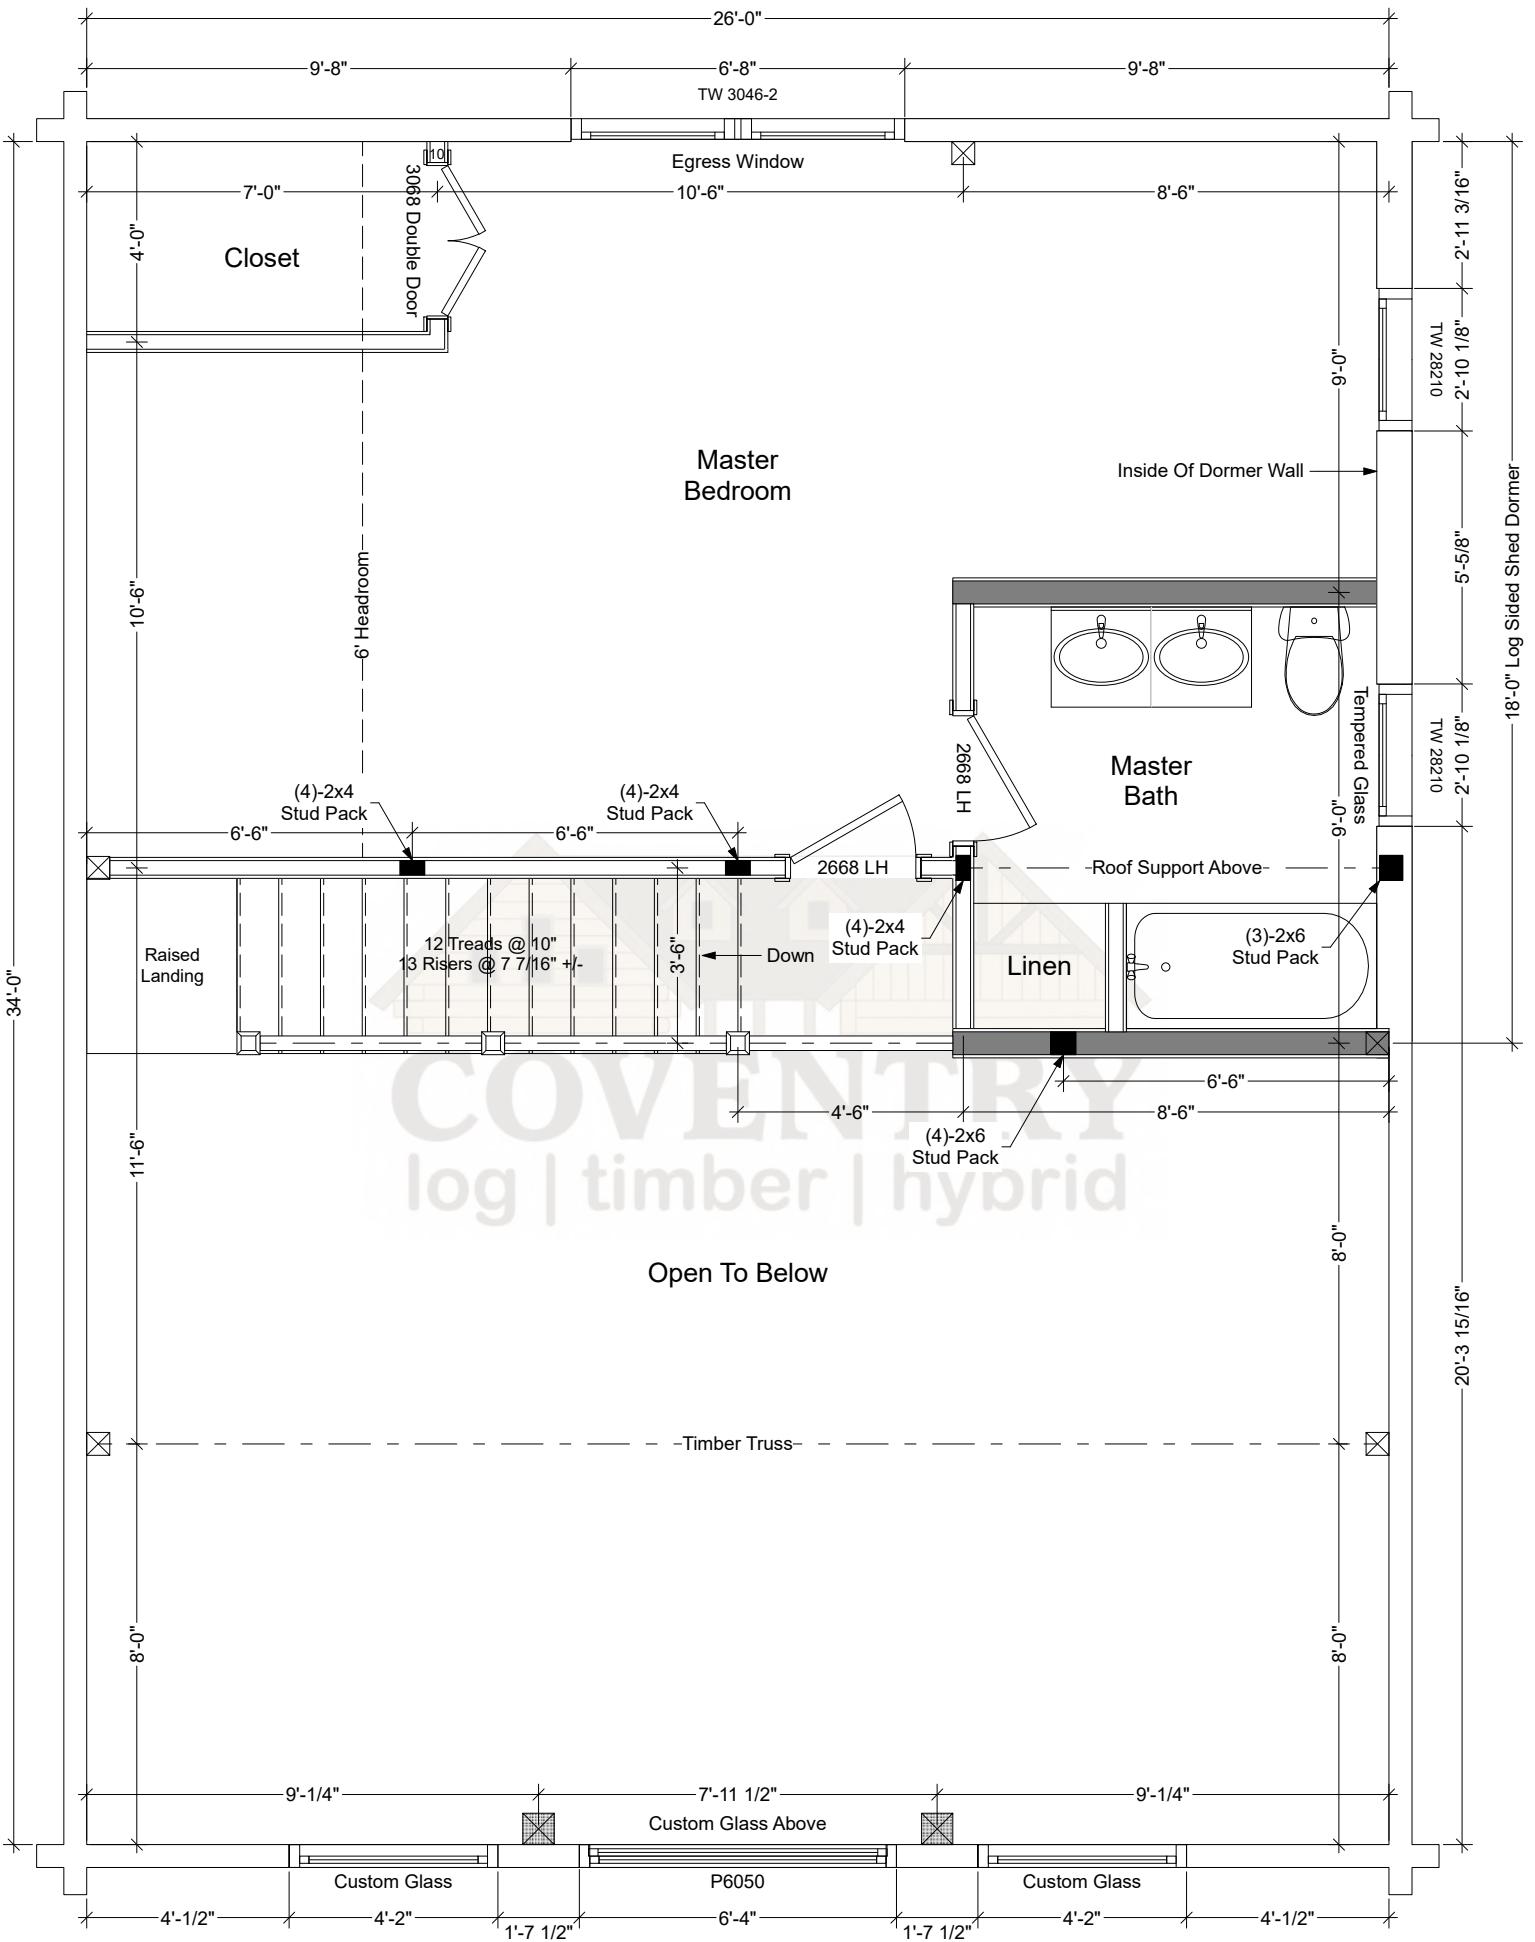 26'-0"
9'-8"
6'-8"
9'-8"
TW 3046-2
Egress Window
10
3068 Double Door
7'-0"
10'-6"
8'-6"
4'-0"
Closet
2'-11 3/16"
2'-10 1/8"
TW 28210
9'-0"
Master
Bedroom
Inside Of Dormer Wall
5'-5/8"
18'-0" Log Sided Shed Dormer
10'-6"
6' Headroom
Tempered Glass
2'-10 1/8"
TW 28210
2668 LH
Master
Bath
9'-0"
(4)-2x4
Stud Pack
(4)-2x4
Stud Pack
6'-6"
6'-6"
2668 LH
Roof Support Above
(4)-2x4
Stud Pack
(3)-2x6
Stud Pack
Raised
Landing
12 Treads @ 10"
13 Risers @ 7 7/16" +/-
3'-6"
Down
Linen
34'-0"
COVENTRY
log | timber | hybrid
6'-6"
4'-6"
8'-6"
(4)-2x6
Stud Pack
11'-6"
8'-0"
Open To Below
20'-3 15/16"
Timber Truss
8'-0"
8'-0"
9'-1/4"
7'-11 1/2"
9'-1/4"
Custom Glass Above
Custom Glass
P6050
Custom Glass
4'-1/2"
4'-2"
1'-7 1/2"
6'-4"
1'-7 1/2"
4'-2"
4'-1/2"